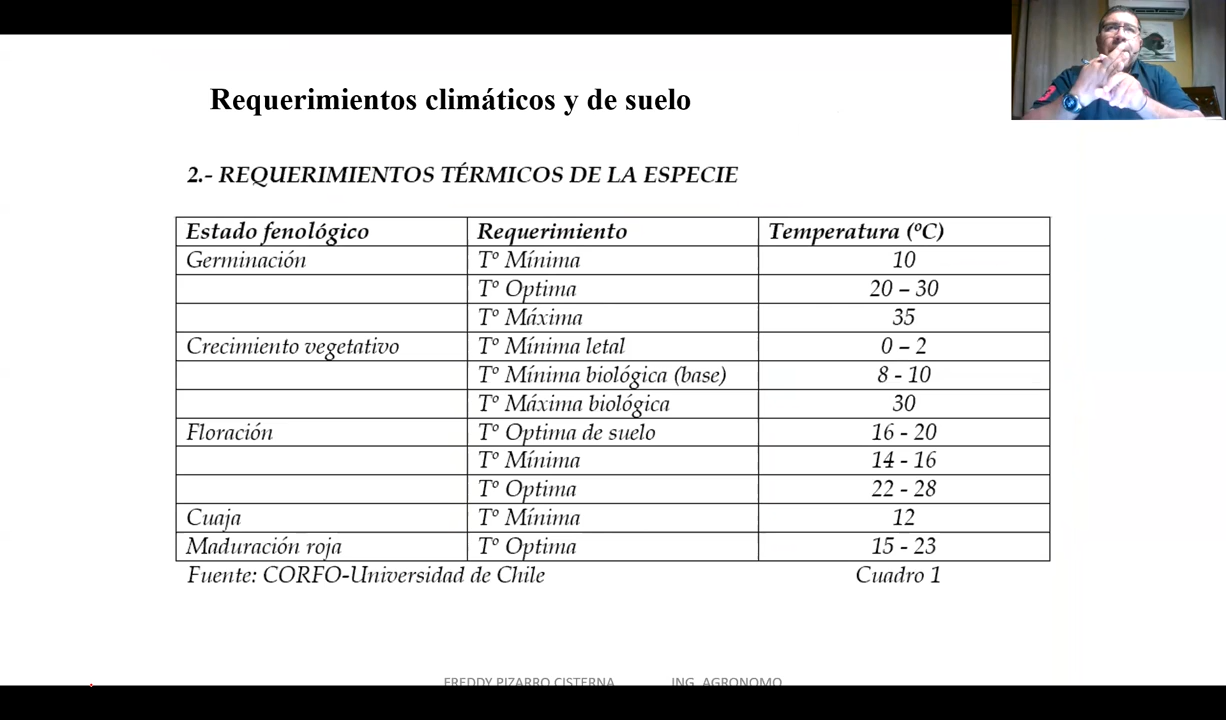 Requerimientos climáticos y de suelo
2.- REQUERIMIENTOS TÉRMICOS DE LA ESPECIE
Estado fenológico Requerimiento Temperatura (ºC)
Germinación Tº Mínima 10
Tº Optima 20 – 30
Tº Máxima 35
Crecimiento vegetativo Tº Mínima letal 0 – 2
Tº Mínima biológica (base) 8 - 10
Tº Máxima biológica 30
Floración Tº Optima de suelo 16 - 20
Tº Mínima 14 - 16
Tº Optima 22 - 28
Cuaja Tº Mínima 12
Maduración roja Tº Optima 15 - 23
Fuente: CORFO-Universidad de Chile Cuadro 1
FREDDY PIZARRO CISTERNA ING. AGRONOMO